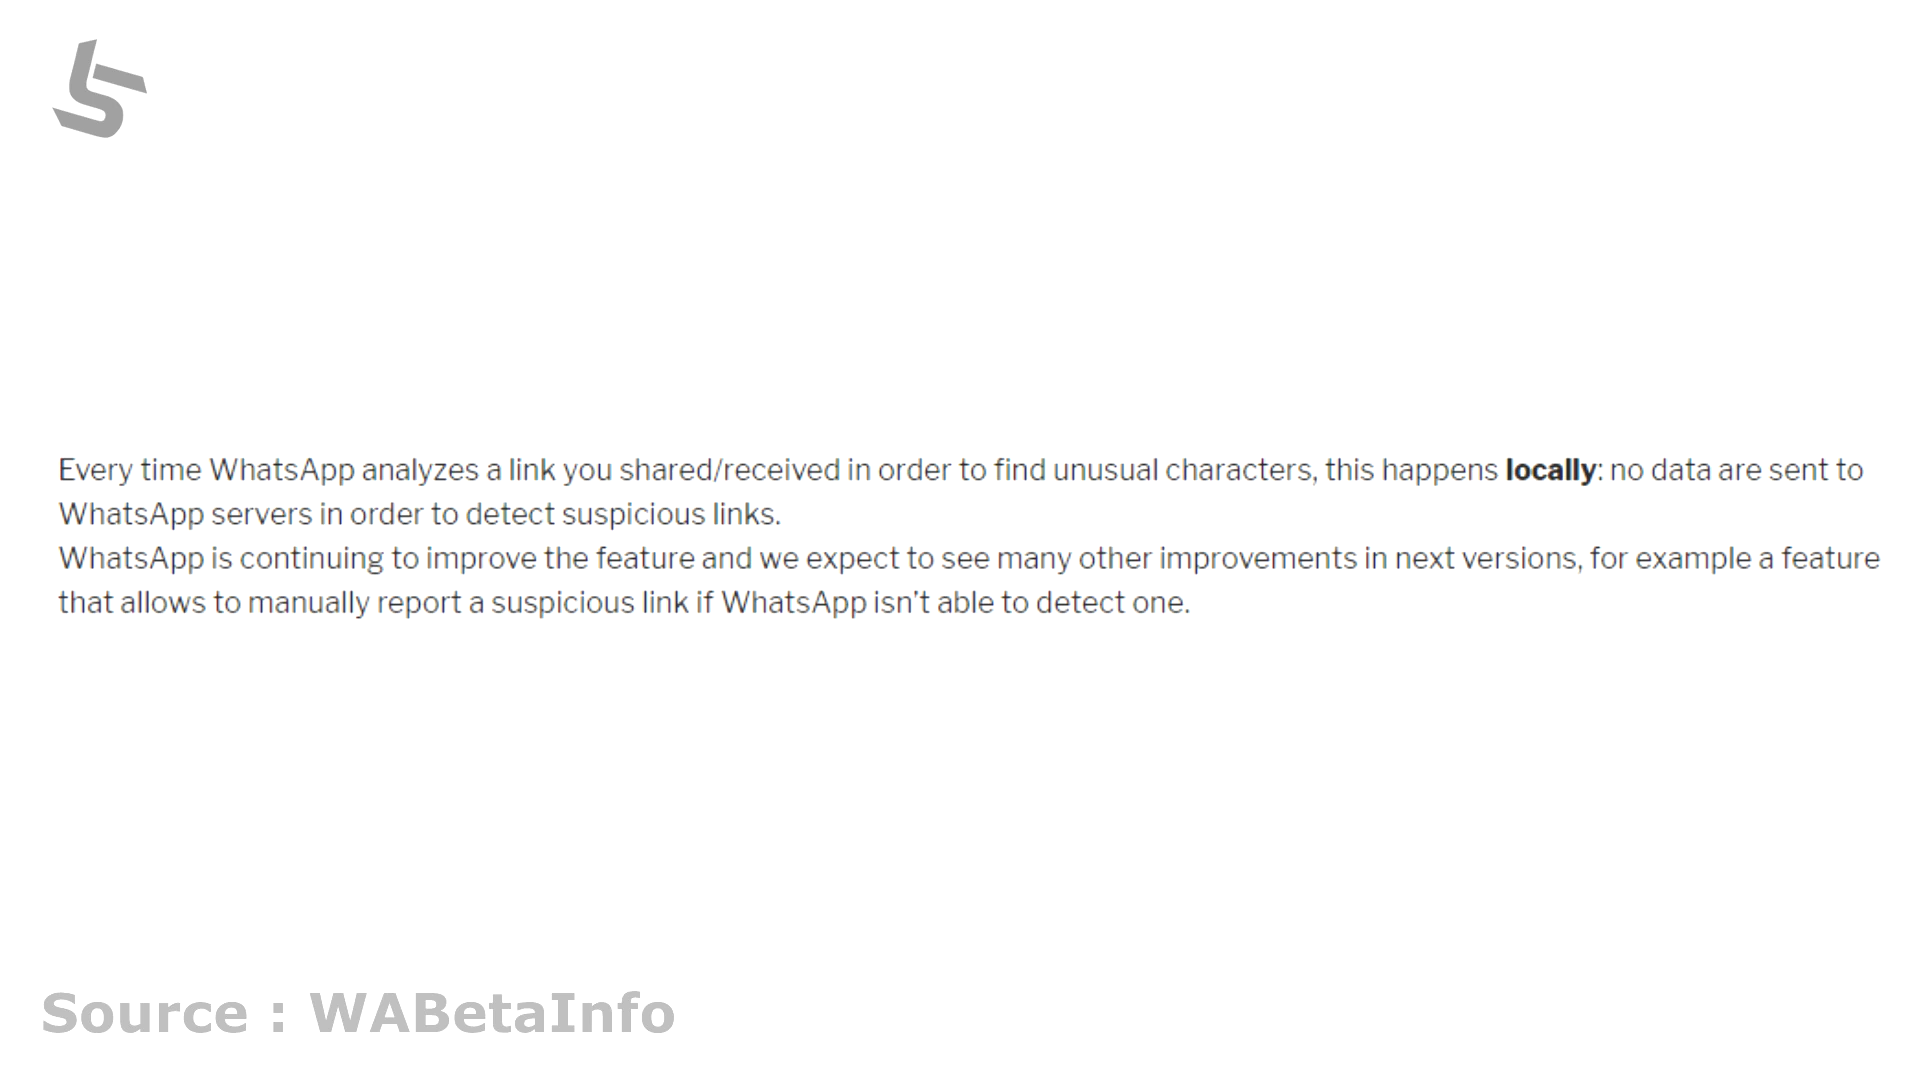 Every time WhatsApp analyzes a link you shared/received in order to find unusual characters, this happens locally: no data are sent to
WhatsApp servers in order to detect suspicious links.
WhatsApp is continuing to improve the feature and we expect to see many other improvements in next versions, for example a feature
that allows to manually report a suspicious link if WhatsApp isn't able to detect one.
Source : WABetaInfo